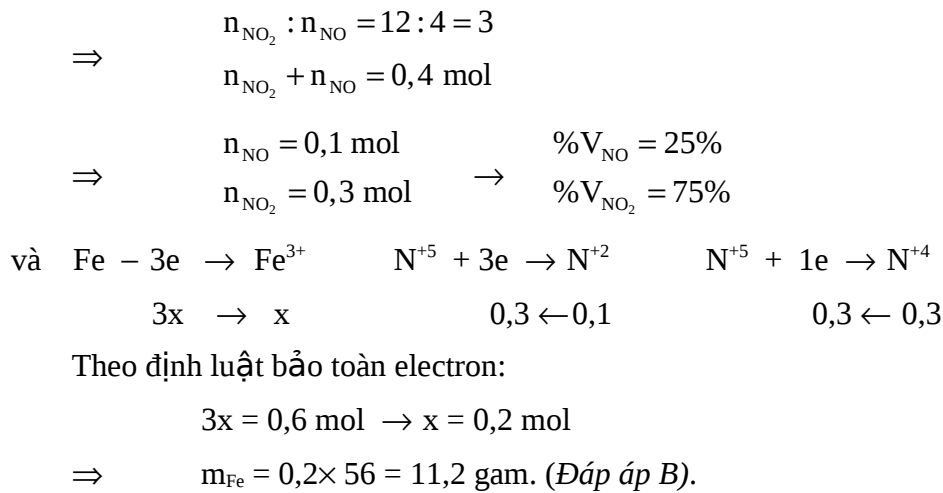 n_NO₂ : n_NO = 12 : 4 = 3
⇒
n_NO₂ + n_NO = 0,4 mol
n_NO = 0,1 mol %V_NO = 25%
⇒ →
n_NO₂ = 0,3 mol %V_NO₂ = 75%
và Fe − 3e → Fe³⁺ N⁺⁵ + 3e → N⁺² N⁺⁵ + 1e → N⁺⁴
3x → x 0,3 ← 0,1 0,3 ← 0,3
Theo định luật bảo toàn electron:
3x = 0,6 mol → x = 0,2 mol
⇒ m_Fe = 0,2× 56 = 11,2 gam. (Đáp áp B).